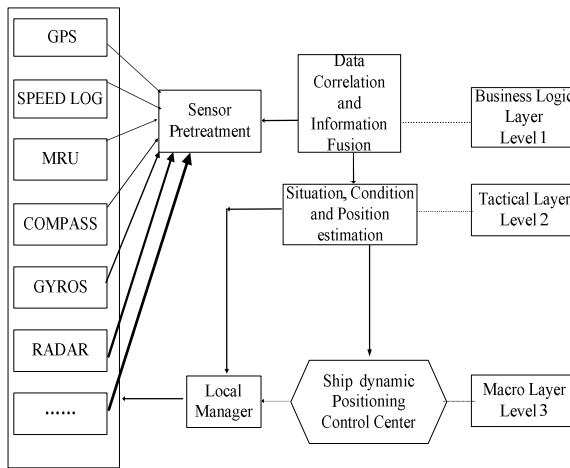 GPS
SPEED LOG
MRU
COMPASS
GYROS
RADAR
......
Sensor
Pretreatment
Data
Correlation and
Information
Fusion
Business Logic
Layer
Level 1
Situation, Condition
and Position
estimation
Tactical Layer
Level 2
Local
Manager
Ship dynamic
Positioning
Control Center
Macro Layer
Level 3